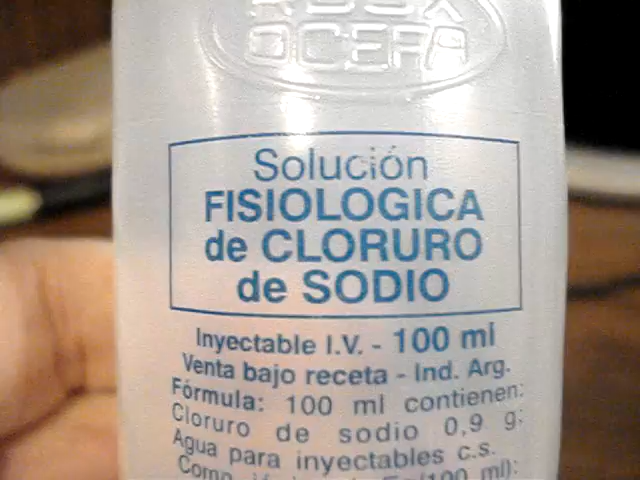 OCEFA
Solución
FISIOLOGICA
de CLORURO
de SODIO
Inyectable I.V. - 100 ml
Venta bajo receta - Ind. Arg.
Fórmula: 100 ml contienen:
Cloruro de sodio 0,9 g;
Agua para inyectables c.s.